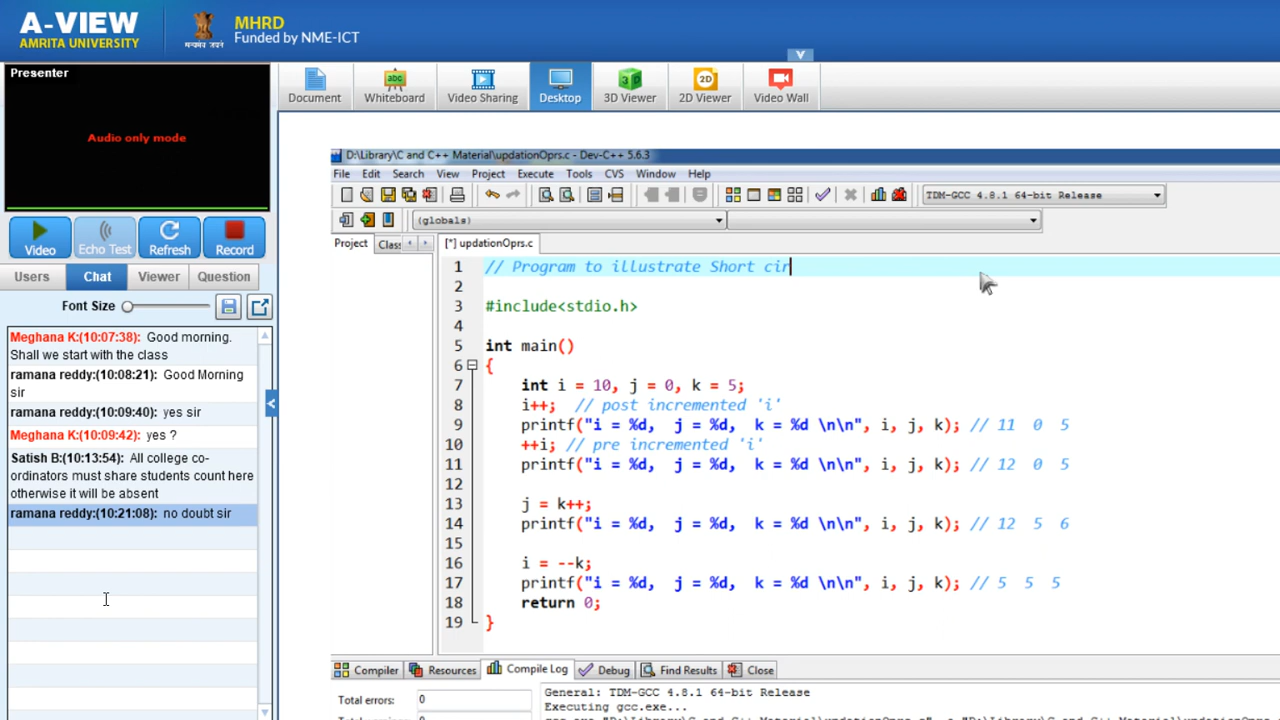 A-VIEW
AMRITA UNIVERSITY
MHRD
Funded by NME-ICT
Presenter
Audio only mode
Video
Echo Test
Refresh
Record
Users
Chat
Viewer
Question
Font Size
Meghana K:(10:07:38): Good morning.
Shall we start with the class
ramana reddy:(10:08:21): Good Morning
sir
ramana reddy:(10:09:40): yes sir
Meghana K:(10:09:42): yes ?
Satish B:(10:13:54): All college co-
ordinators must share students count here
otherwise it will be absent
ramana reddy:(10:21:08): no doubt sir
Document
abc
Whiteboard
Video Sharing
Desktop
3D
3D Viewer
2D
2D Viewer
Video Wall
D:\Library\C and C++ Material\updationOprs.c - Dev-C++ 5.6.3
File Edit Search View Project Execute Tools CVS Window Help
TDM-GCC 4.8.1 64-bit Release
(globals)
Project
Class
[*] updationOprs.c
1 // Program to illustrate Short cir
2
3 #include<stdio.h>
4
5 int main()
6 {
7 int i = 10, j = 0, k = 5;
8 i++; // post incremented 'i'
9 printf("i = %d, j = %d, k = %d \n\n", i, j, k); // 11 0 5
10 ++i; // pre incremented 'i'
11 printf("i = %d, j = %d, k = %d \n\n", i, j, k); // 12 0 5
12
13 j = k++;
14 printf("i = %d, j = %d, k = %d \n\n", i, j, k); // 12 5 6
15
16 i = --k;
17 printf("i = %d, j = %d, k = %d \n\n", i, j, k); // 5 5 5
18 return 0;
19 }
Compiler
Resources
Compile Log
Debug
Find Results
Close
Total errors: 0
General: TDM-GCC 4.8.1 64-bit Release
Executing gcc.exe...